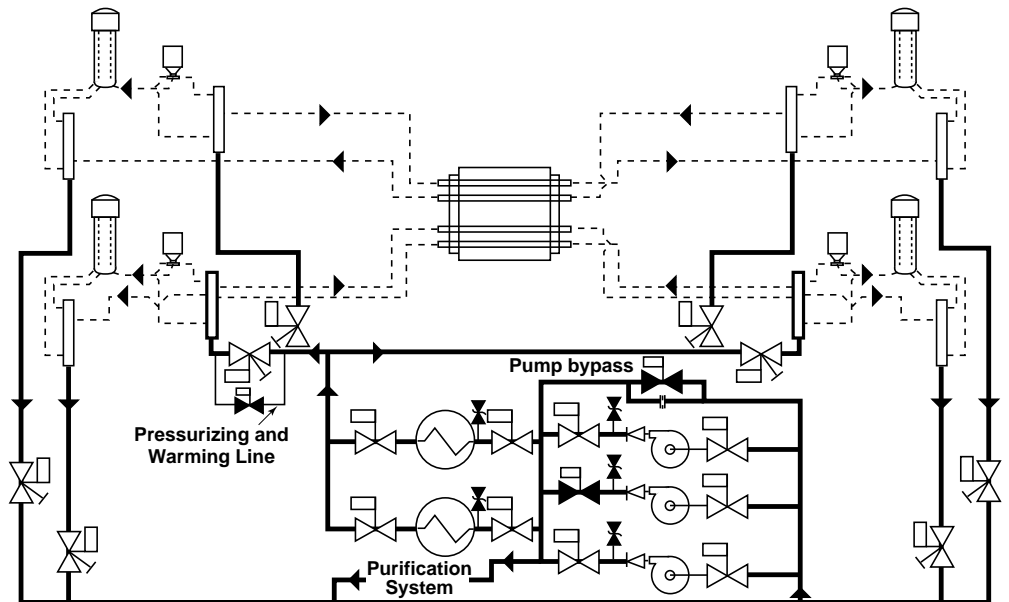 Pump bypass
Pressurizing and
Warming Line
Purification
System